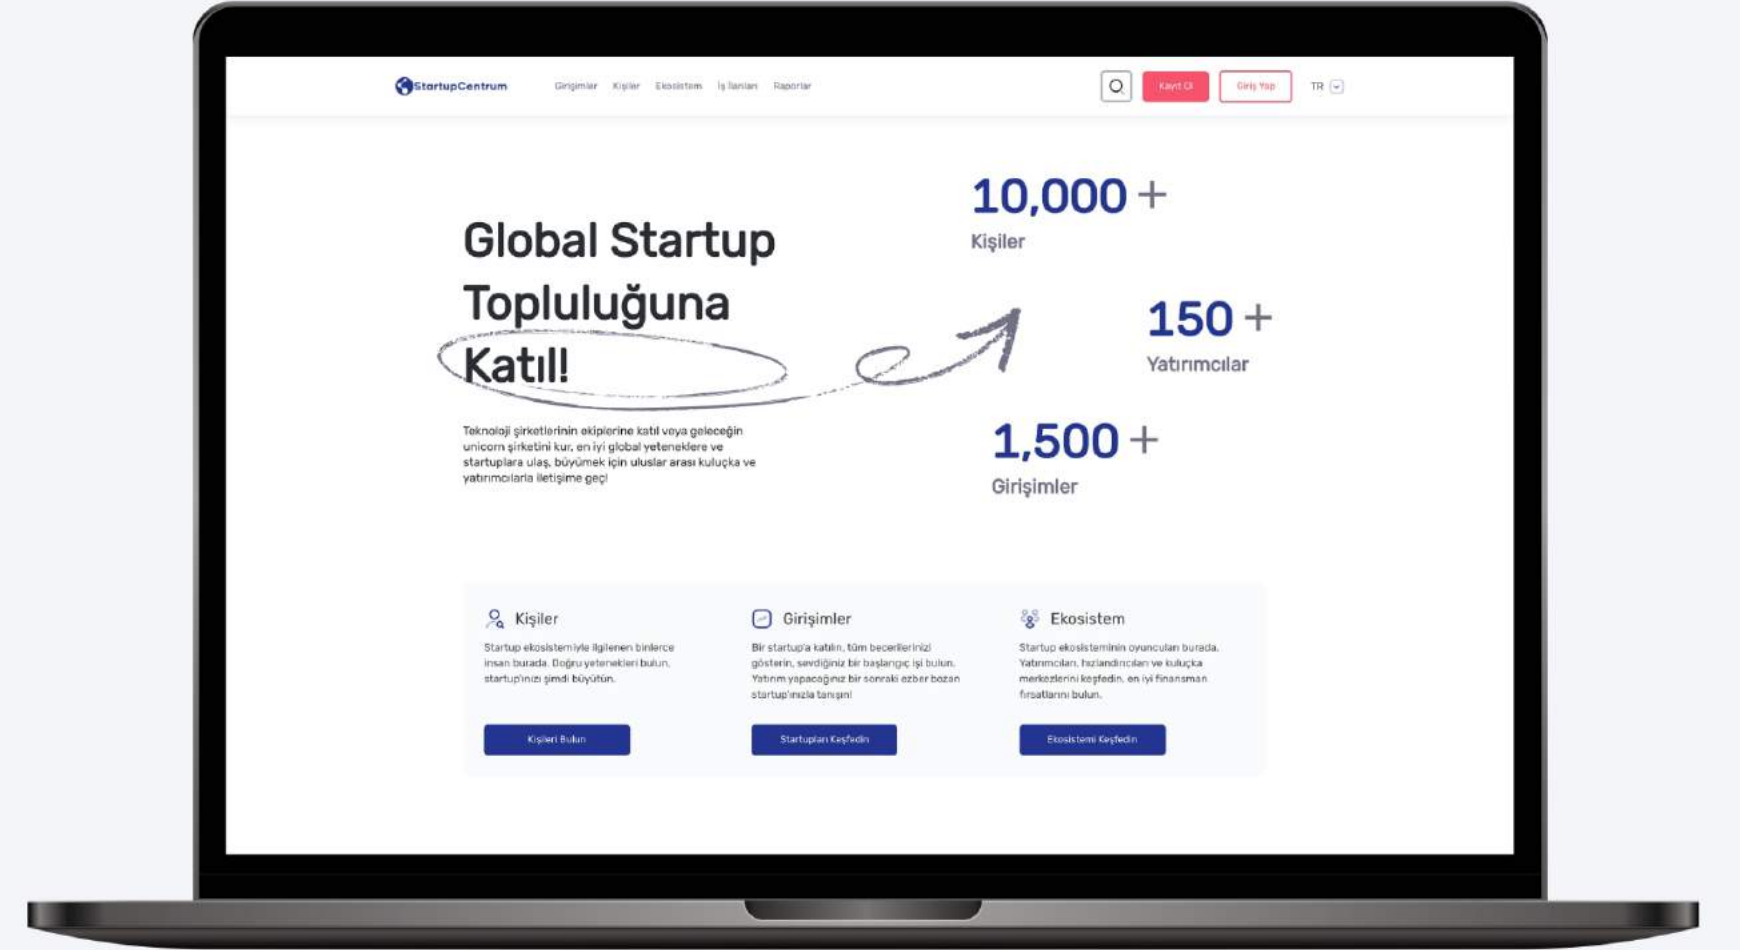 StartupCentrum
Girişimler Kişiler Ekosistem İş İlanları Raporlar
Kayıt Ol
Giriş Yap
TR
Global Startup
Topluluğuna
Katıl!
Teknoloji şirketlerinin ekiplerine katıl veya geleceğin
unicorn şirketini kur, en iyi global yeteneklere ve
startuplara ulaş, büyümek için uluslar arası kuluçka ve
yatırımcılarla iletişime geç!
10,000 +
Kişiler
150 +
Yatırımcılar
1,500 +
Girişimler
Kişiler
Startup ekosistemiyle ilgilenen binlerce
insan burada. Doğru yetenekleri bulun,
startup'ınızı şimdi büyütün.
Kişileri Bulun
Girişimler
Bir startup'a katılın, tüm becerilerinizi
gösterin, sevdiğiniz bir başlangıç işi bulun.
Yatırım yapacağınız bir sonraki ezber bozan
startup'ınızla tanışın!
Startupları Keşfedin
Ekosistem
Startup ekosisteminin oyuncuları burada.
Yatırımcıları, hızlandırıcıları ve kuluçka
merkezlerini keşfedin, en iyi finansman
fırsatlarını bulun.
Ekosistemi Keşfedin